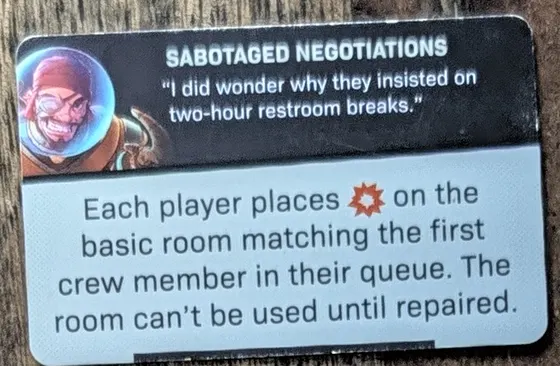 SABOTAGED NEGOTIATIONS
"I did wonder why they insisted on
two-hour restroom breaks."
Each player places on the
basic room matching the first
crew member in their queue. The
room can't be used until repaired.